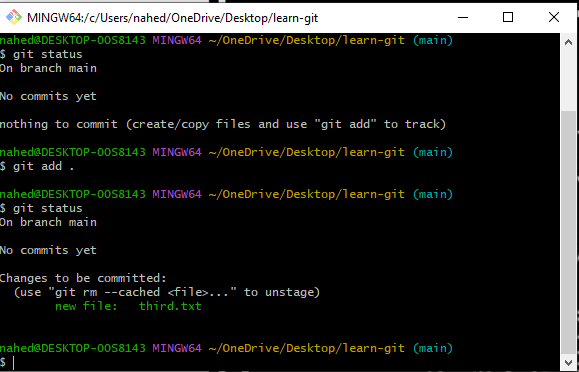 MINGW64:/c/Users/nahed/OneDrive/Desktop/learn-git
nahed@DESKTOP-OOS8143 MINGW64 ~/OneDrive/Desktop/learn-git (main)
$ git status
On branch main
No commits yet
nothing to commit (create/copy files and use "git add" to track)
nahed@DESKTOP-OOS8143 MINGW64 ~/OneDrive/Desktop/learn-git (main)
$ git add .
nahed@DESKTOP-OOS8143 MINGW64 ~/OneDrive/Desktop/learn-git (main)
$ git status
On branch main
No commits yet
Changes to be committed:
  (use "git rm --cached <file>..." to unstage)
        new file:   third.txt
nahed@DESKTOP-OOS8143 MINGW64 ~/OneDrive/Desktop/learn-git (main)
$